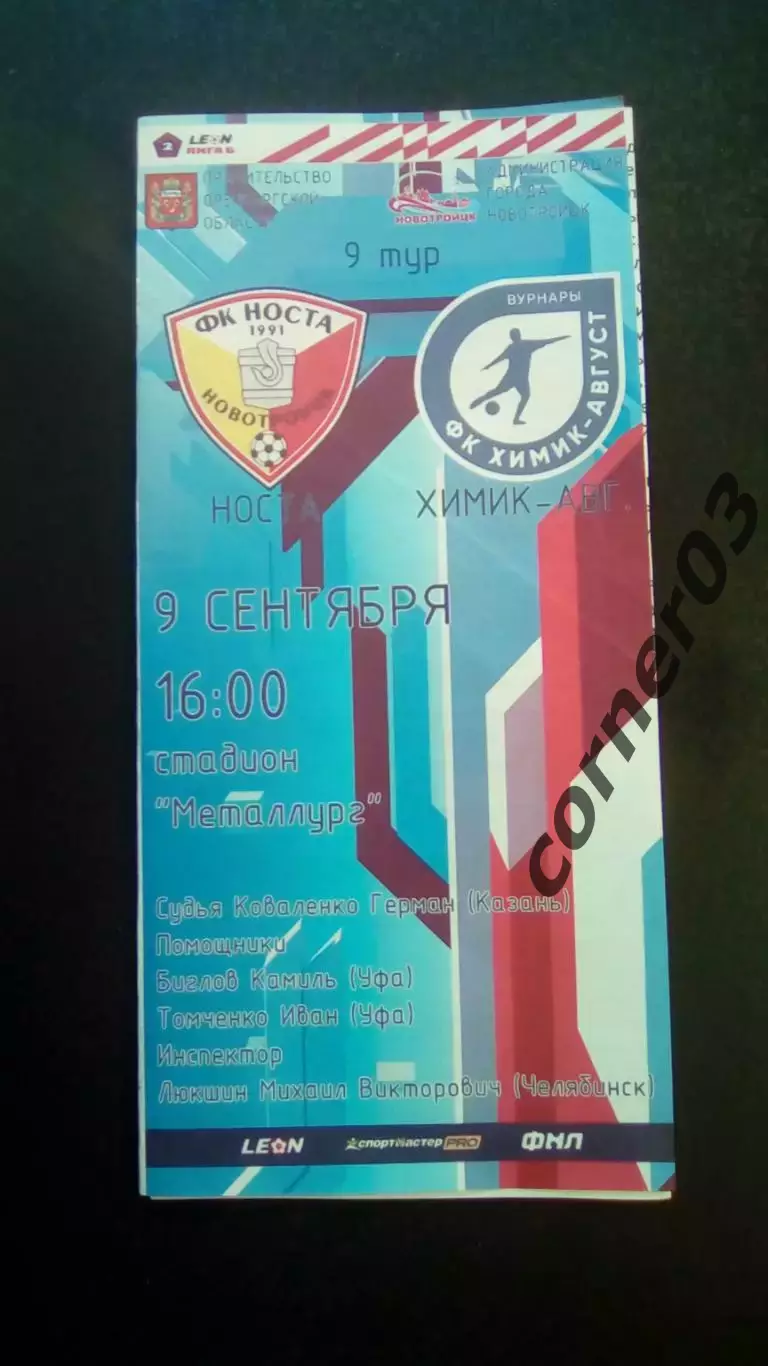 2 LEON
ЛИГА Б
ПРАВИТЕЛЬСТВО
ОРЕНБУРГСКОЙ
ОБЛАСТИ
НОВОТРОИЦК
АДМИНИСТРАЦИЯ
ГОРОДА
НОВОТРОИЦК
9 тур
ФК НОСТА
1991
НОВОТРОИЦК
ВУРНАРЫ
ФК ХИМИК-АВГУСТ
НОСТА
ХИМИК-АВГ.
9 СЕНТЯБРЯ
16:00
стадион
"Металлург"
Судья Коваленко Герман (Казань)
Помощники
Биглов Камиль (Уфа)
Томченко Иван (Уфа)
Инспектор
Люкшин Михаил Викторович (Челябинск)
LEON СПОРТМАСТЕР PRO ФНЛ
corner03